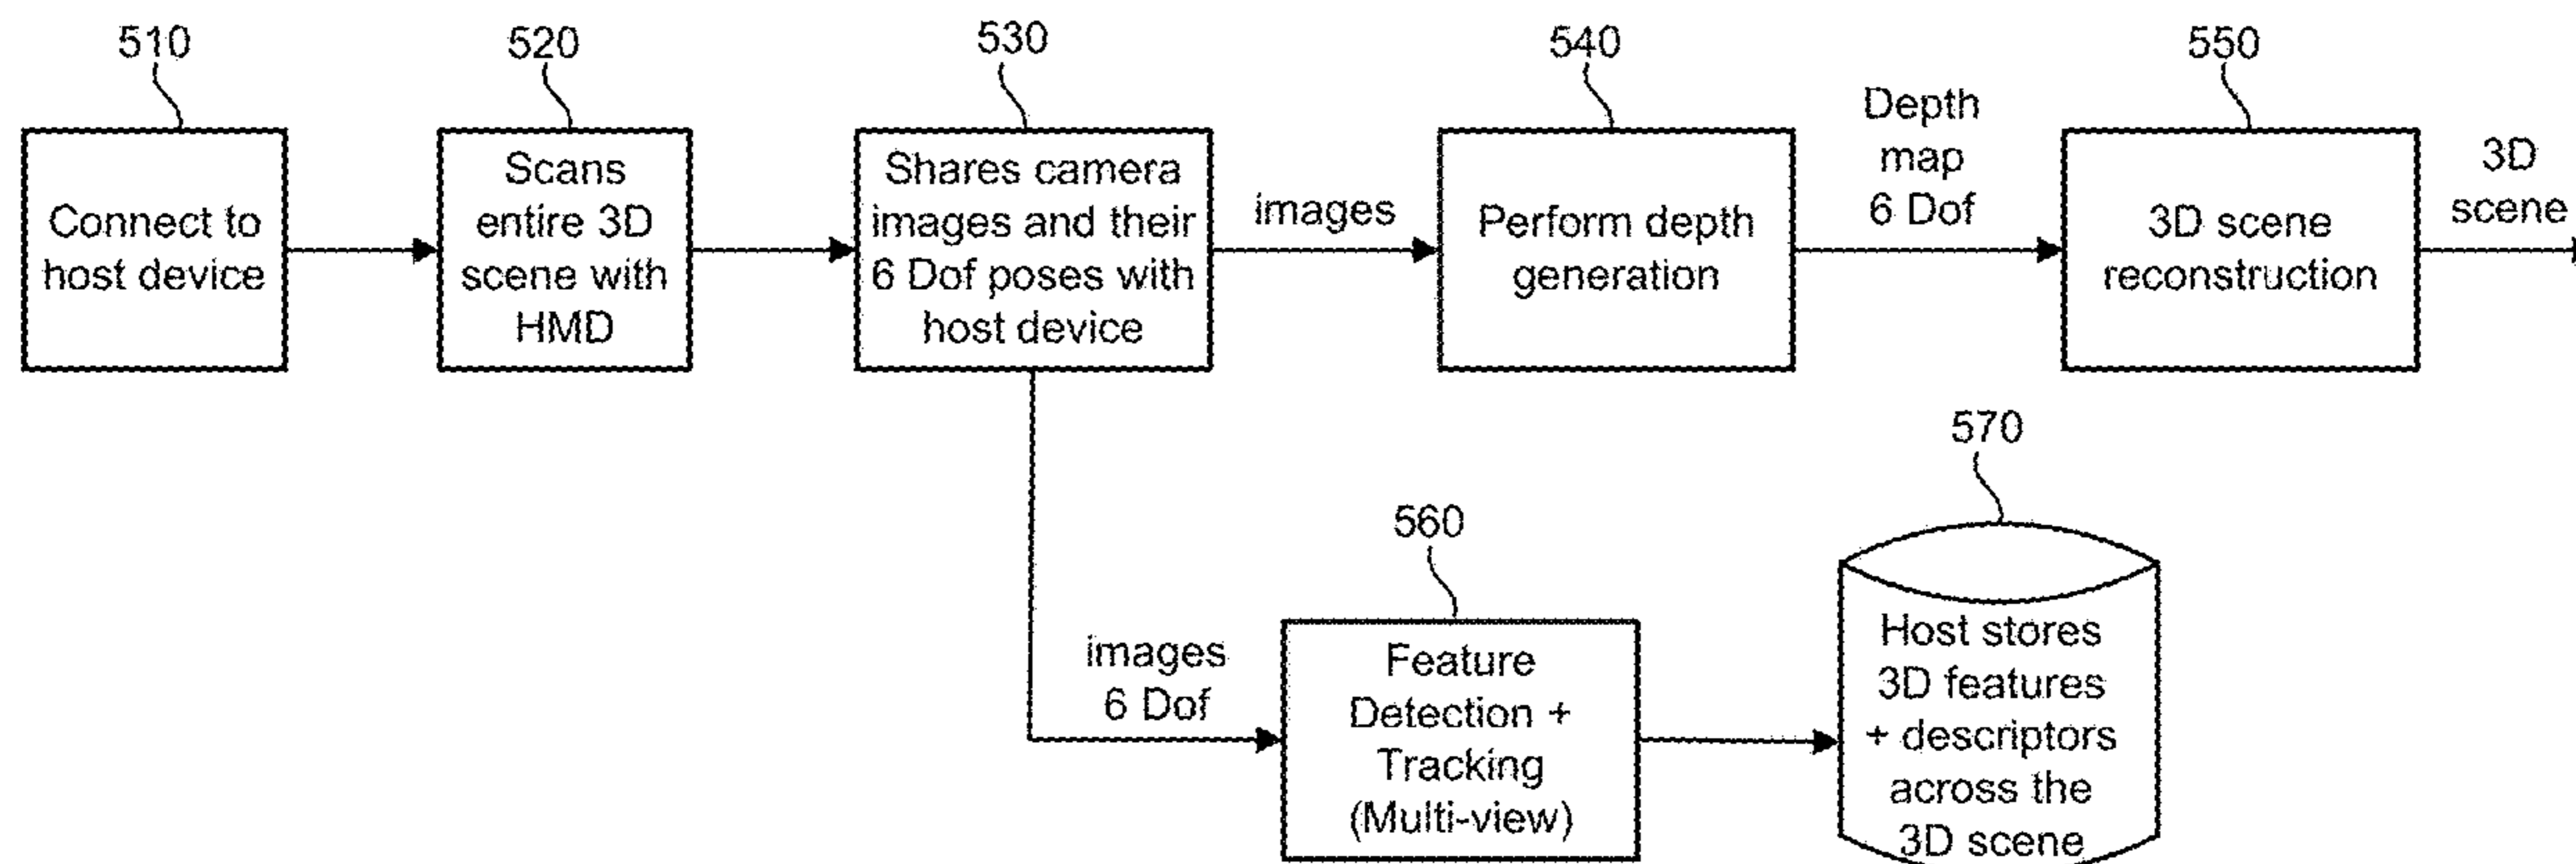 510
520
530
540
550
Connect to
host device
Scans
entire 3D
scene with
HMD
Shares camera
images and their
6 Dof poses with
host device
images
Perform depth
generation
Depth
map
6 Dof
3D scene
reconstruction
3D
scene
images
6 Dof
560
Feature
Detection +
Tracking
(Multi-view)
570
Host stores
3D features
+ descriptors
across the
3D scene